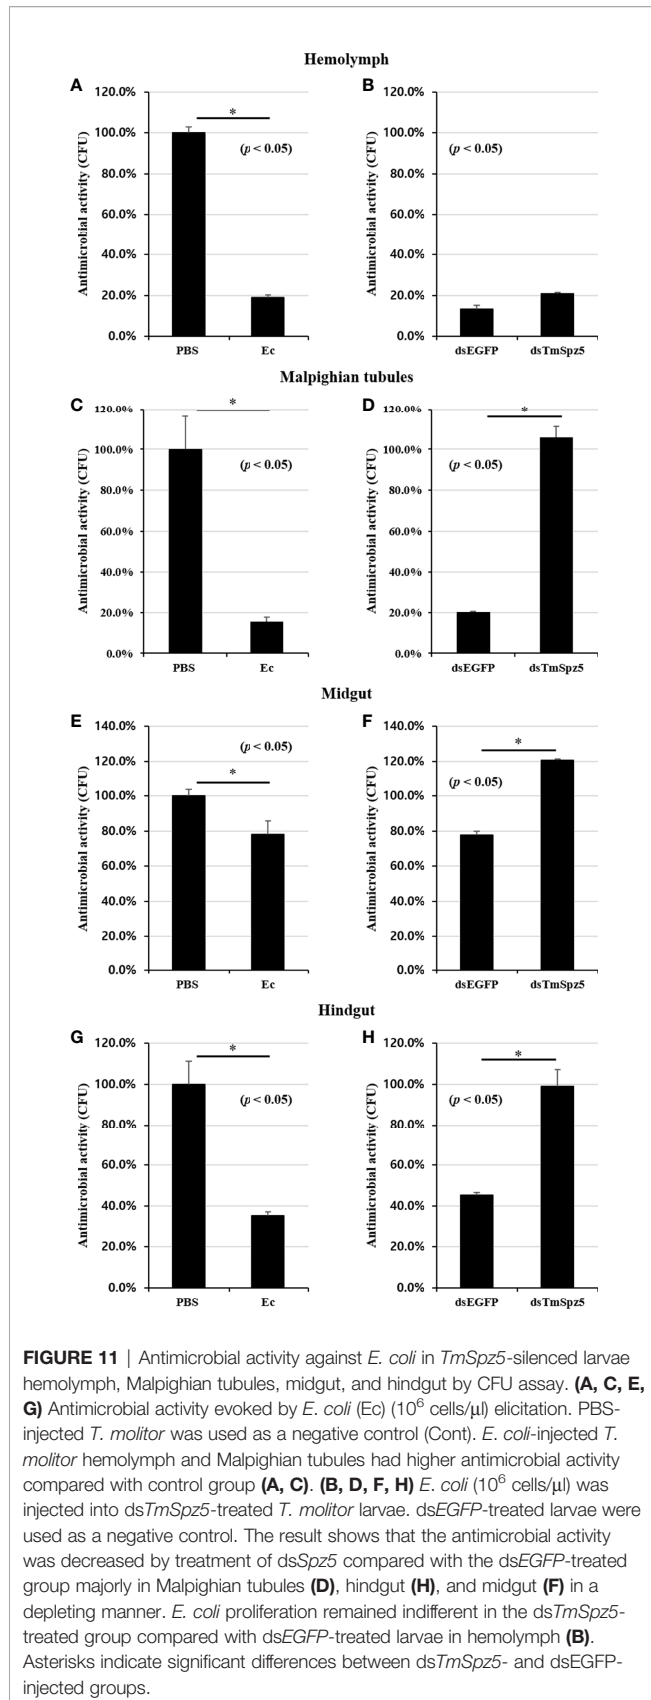 Hemolymph
A
B
Antimicrobial activity (CFU)
120.0%
100.0%
80.0%
60.0%
40.0%
20.0%
0.0%
*
(p < 0.05)
PBS
Ec
Antimicrobial activity (CFU)
120.0%
100.0%
80.0%
60.0%
40.0%
20.0%
0.0%
(p < 0.05)
dsEGFP
dsTmSpz5
Malpighian tubules
C
D
Antimicrobial activity (CFU)
120.0%
100.0%
80.0%
60.0%
40.0%
20.0%
0.0%
*
(p < 0.05)
PBS
Ec
Antimicrobial activity (CFU)
120.0%
100.0%
80.0%
60.0%
40.0%
20.0%
0.0%
*
(p < 0.05)
dsEGFP
dsTmSpz5
Midgut
E
F
Antimicrobial activity (CFU)
140.0%
120.0%
100.0%
80.0%
60.0%
40.0%
20.0%
0.0%
(p < 0.05)
*
PBS
Ec
Antimicrobial activity (CFU)
140.0%
120.0%
100.0%
80.0%
60.0%
40.0%
20.0%
0.0%
*
(p < 0.05)
dsEGFP
dsTmSpz5
Hindgut
G
H
Antimicrobial activity (CFU)
120.0%
100.0%
80.0%
60.0%
40.0%
20.0%
0.0%
*
(p < 0.05)
PBS
Ec
Antimicrobial activity (CFU)
120.0%
100.0%
80.0%
60.0%
40.0%
20.0%
0.0%
*
(p < 0.05)
dsEGFP
dsTmSpz5
FIGURE 11 | Antimicrobial activity against E. coli in TmSpz5-silenced larvae
hemolymph, Malpighian tubules, midgut, and hindgut by CFU assay. (A, C, E,
G) Antimicrobial activity evoked by E. coli (Ec) (10⁶ cells/μl) elicitation. PBS-
injected T. molitor was used as a negative control (Cont). E. coli-injected T.
molitor hemolymph and Malpighian tubules had higher antimicrobial activity
compared with control group (A, C). (B, D, F, H) E. coli (10⁶ cells/μl) was
injected into dsTmSpz5-treated T. molitor larvae. dsEGFP-treated larvae were
used as a negative control. The result shows that the antimicrobial activity
was decreased by treatment of dsSpz5 compared with the dsEGFP-treated
group majorly in Malpighian tubules (D), hindgut (H), and midgut (F) in a
depleting manner. E. coli proliferation remained indifferent in the dsTmSpz5-
treated group compared with dsEGFP-treated larvae in hemolymph (B).
Asterisks indicate significant differences between dsTmSpz5- and dsEGFP-
injected groups.